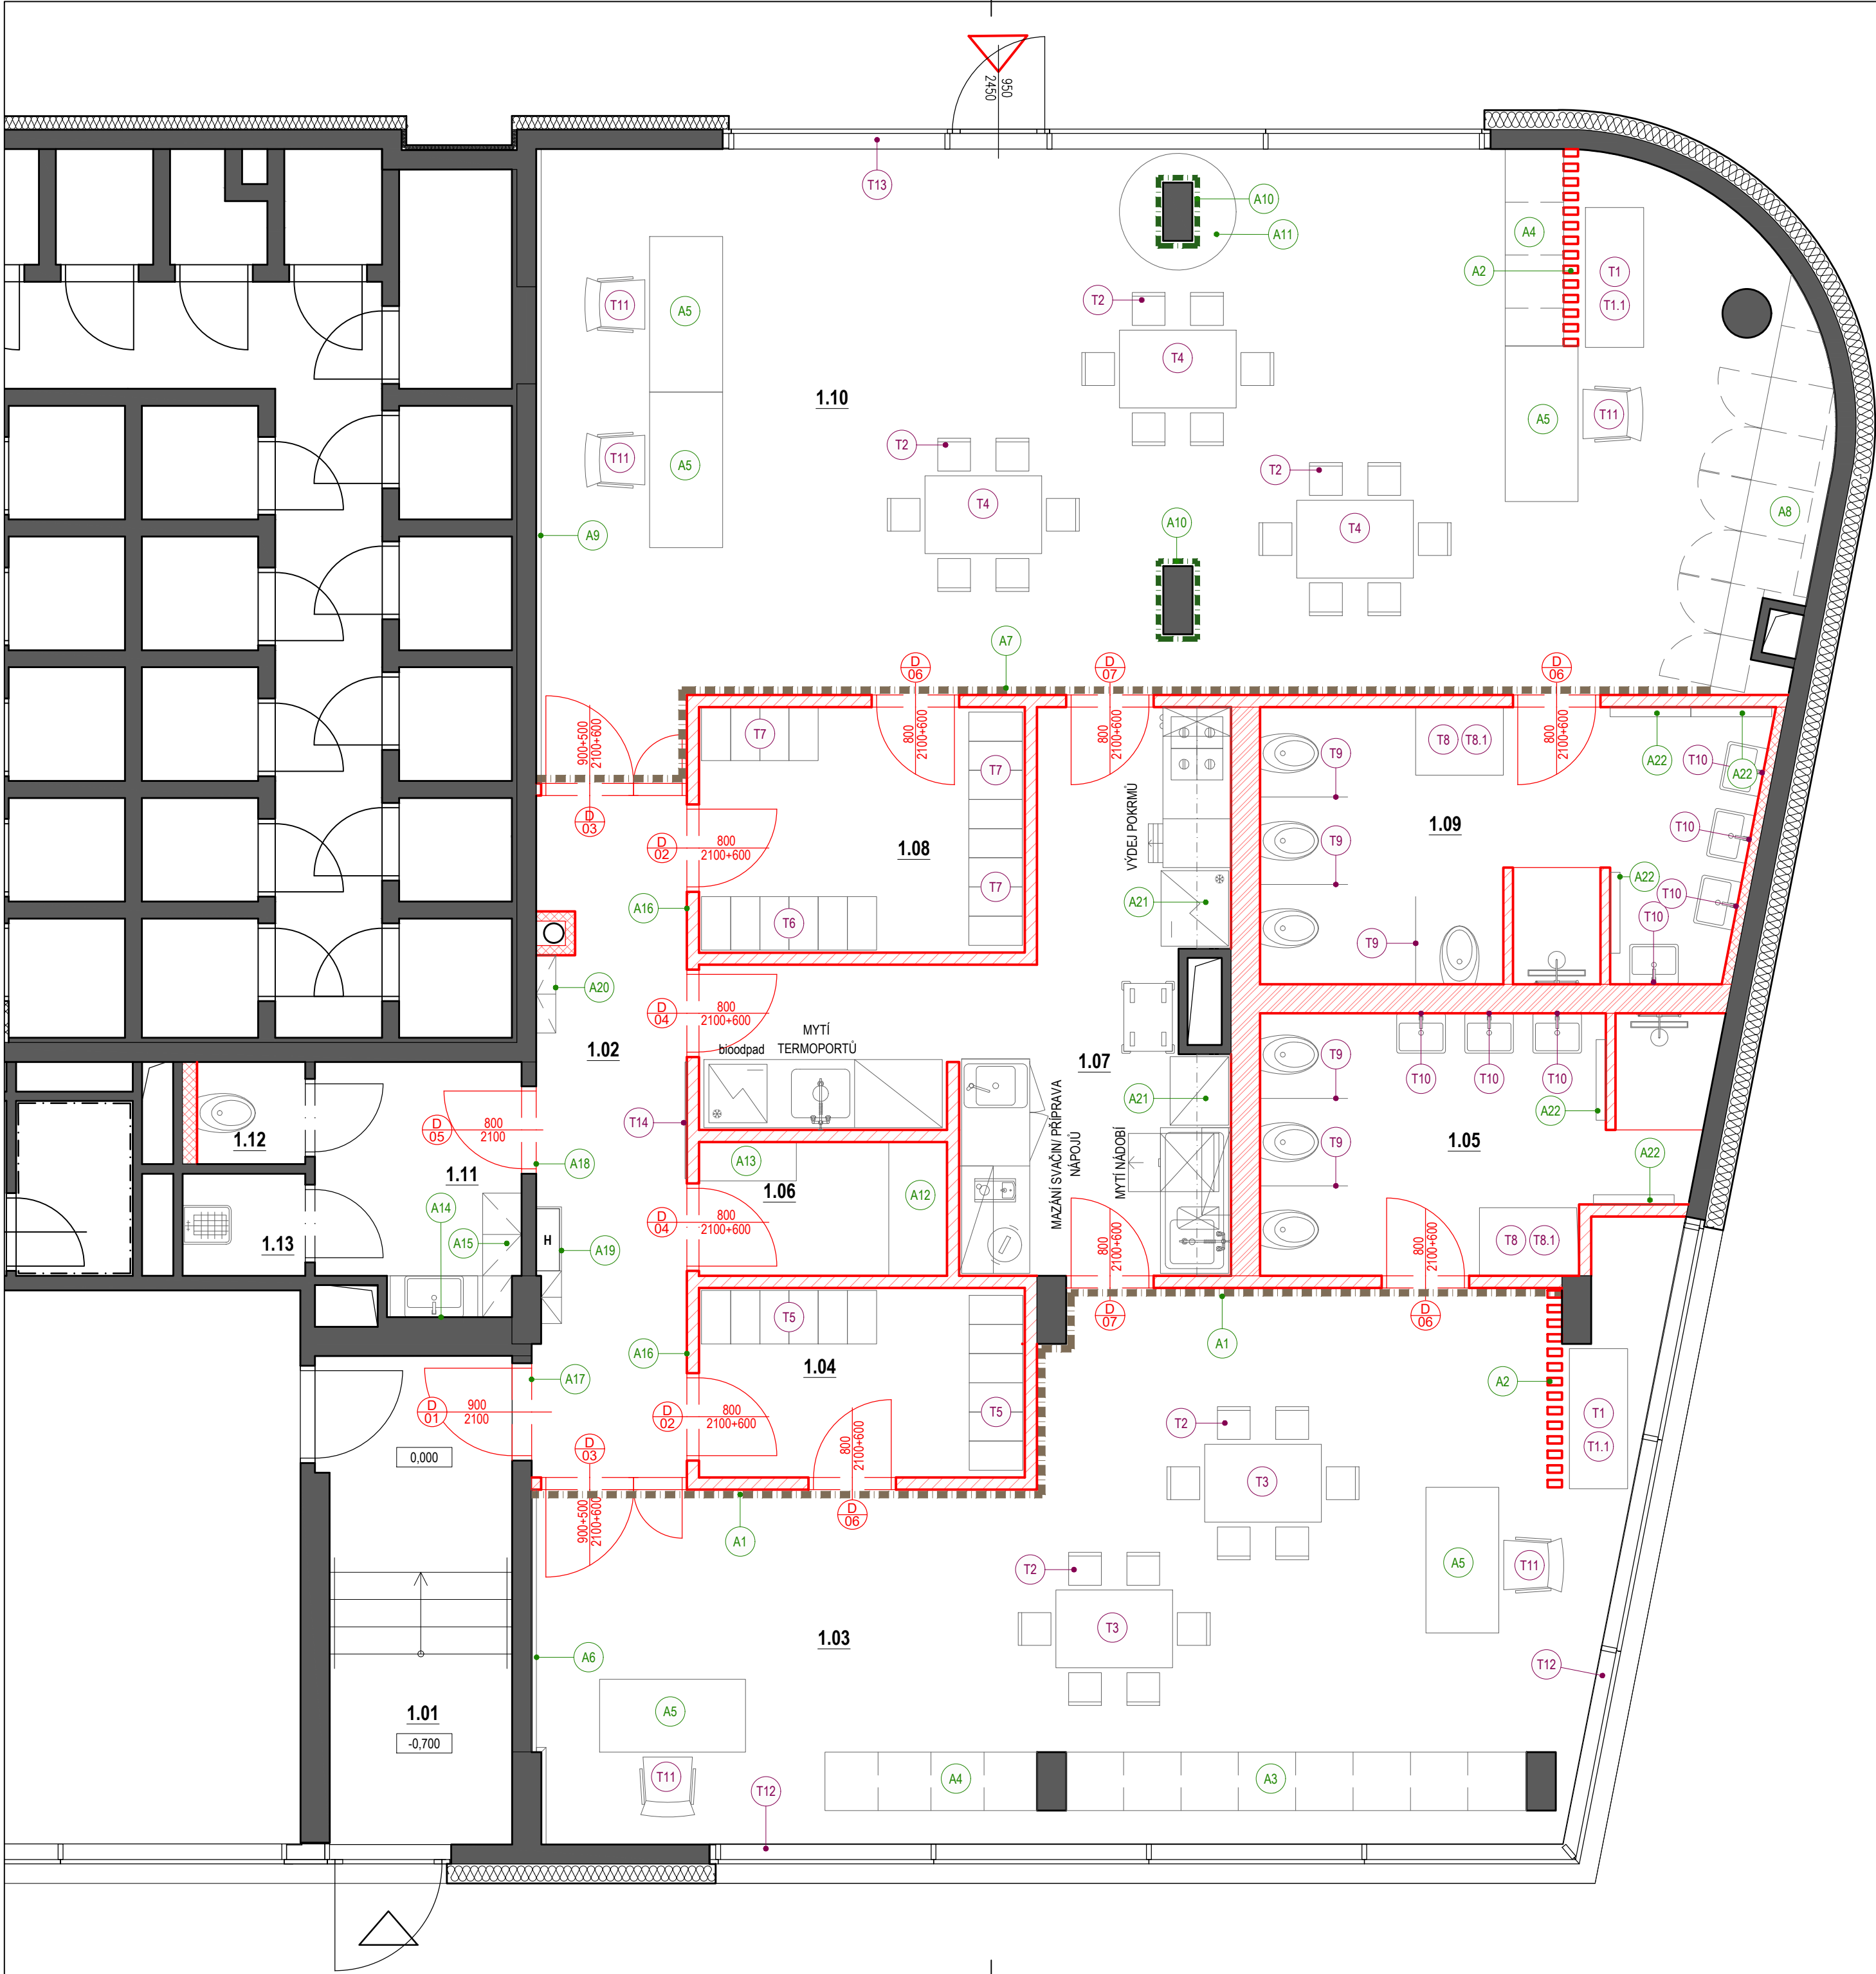 950
2450
T13
A10
A11
A4
A2
T1
T1.1
T2
T11
A5
T4
1.10
T2
T11
A5
T4
T2
T4
A5
T11
A8
A9
A10
A7
D
06
D
07
D
06
900+500
2100+600
800
2100+600
800
2100+600
800
2100+600
T7
T7
T7
T9
T8
T8.1
A22
T10
A22
D
03
D
02
800
2100+600
1.08
VÝDEJ POKRMŮ
T9
1.09
T10
A16
T6
A21
T9
A22
T10
T10
A20
D
04
800
2100+600
1.02
MYTÍ
TERMOPORTŮ
bioodpad
1.07
T9
T10
T10
T10
A22
T14
A21
MAZÁNÍ SVAČIN/ PŘÍPRAVA
NÁPOJŮ
MYTÍ NÁDOBÍ
T9
1.05
A22
1.12
D
05
800
2100
A18
1.11
A13
1.06
A12
A14
A15
1.13
H
A19
D
04
800
2100+600
800
2100+600
800
2100+600
T8
T8.1
T5
D
07
A1
D
06
A16
1.04
A17
D
01
900
2100
D
02
800
2100+600
T5
A2
T1
T1.1
0,000
D
03
900+500
2100+600
800
2100+600
D
06
A1
T2
T3
T2
T3
A5
T11
1.03
A6
T12
1.01
-0,700
A5
T11
T12
A4
A3